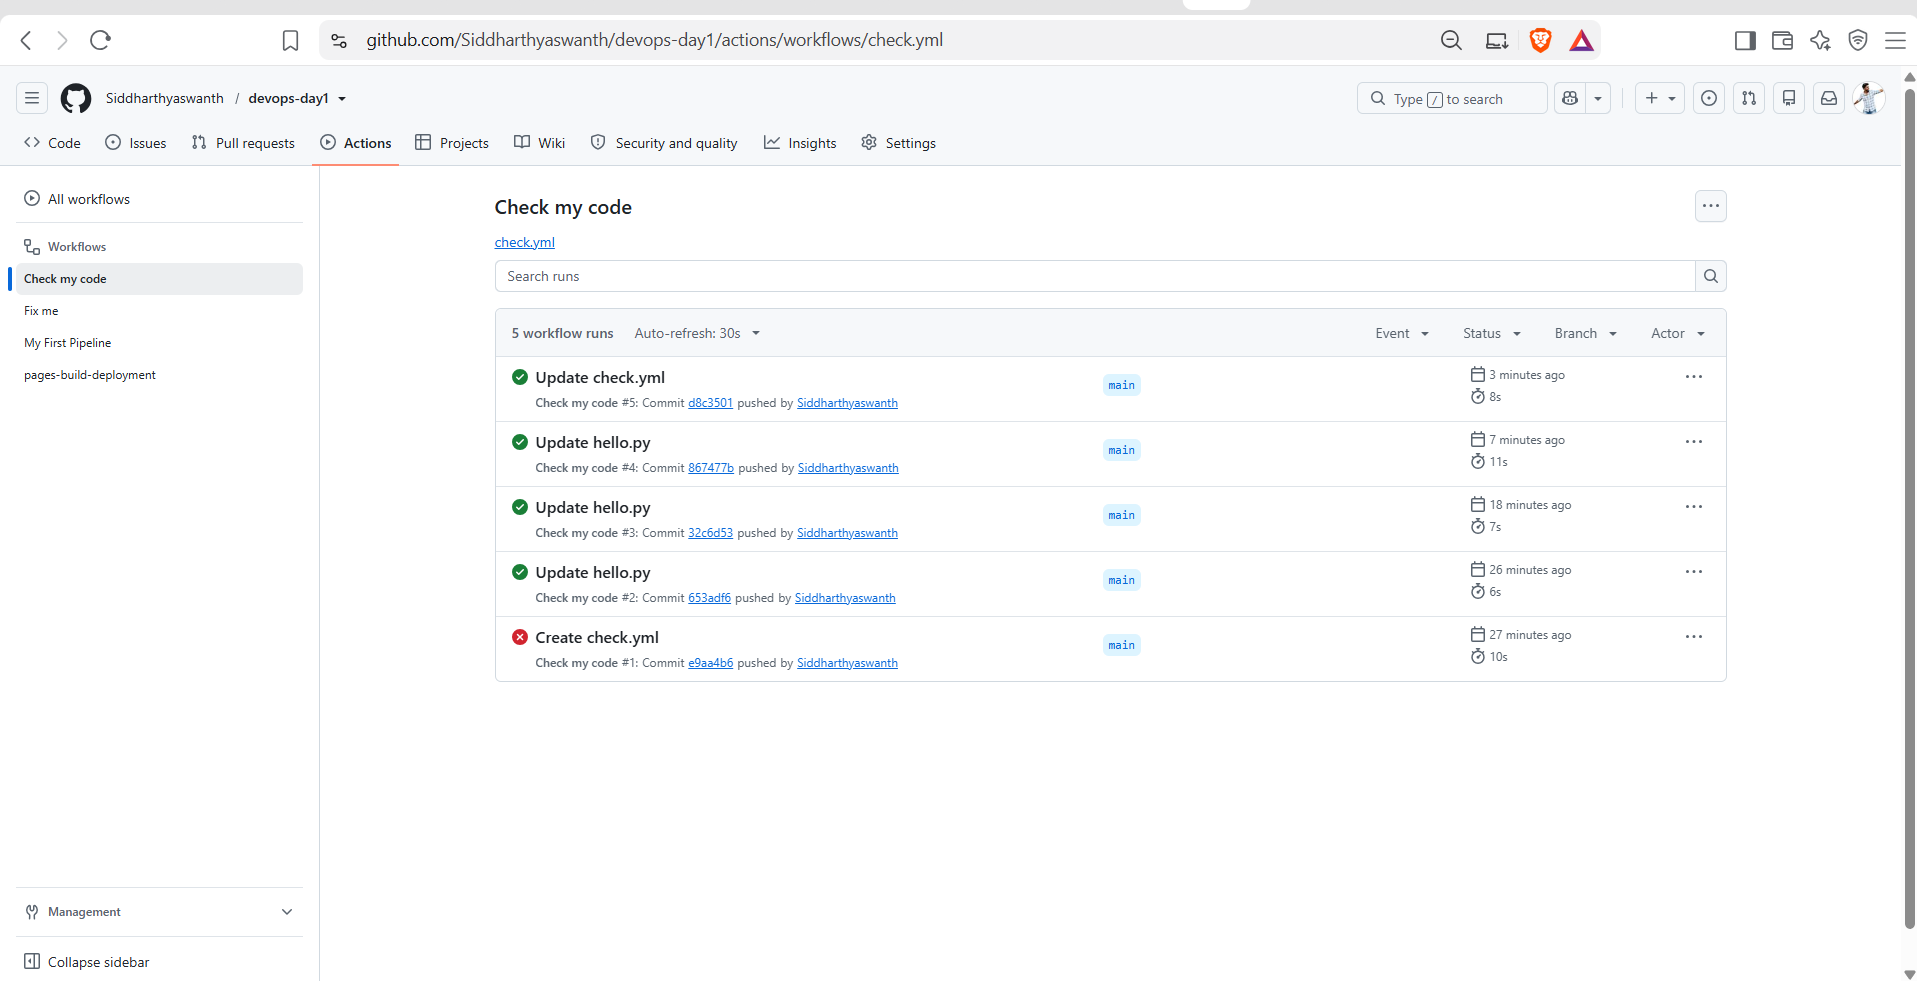 github.com/Siddharthyaswanth/devops-day1/actions/workflows/check.yml
Siddharthyaswanth / devops-day1
Type / to search
Code Issues Pull requests Actions Projects Wiki Security and quality Insights Settings
All workflows
Workflows
Check my code
Fix me
My First Pipeline
pages-build-deployment
Management
Collapse sidebar
Check my code
check.yml
Search runs
5 workflow runs Auto-refresh: 30s Event Status Branch Actor
Update check.yml
Check my code #5: Commit d8c3501 pushed by Siddharthyaswanth
main
3 minutes ago
8s
Update hello.py
Check my code #4: Commit 867477b pushed by Siddharthyaswanth
main
7 minutes ago
11s
Update hello.py
Check my code #3: Commit 32c6d53 pushed by Siddharthyaswanth
main
18 minutes ago
7s
Update hello.py
Check my code #2: Commit 653adf6 pushed by Siddharthyaswanth
main
26 minutes ago
6s
Create check.yml
Check my code #1: Commit e9aa4b6 pushed by Siddharthyaswanth
main
27 minutes ago
10s